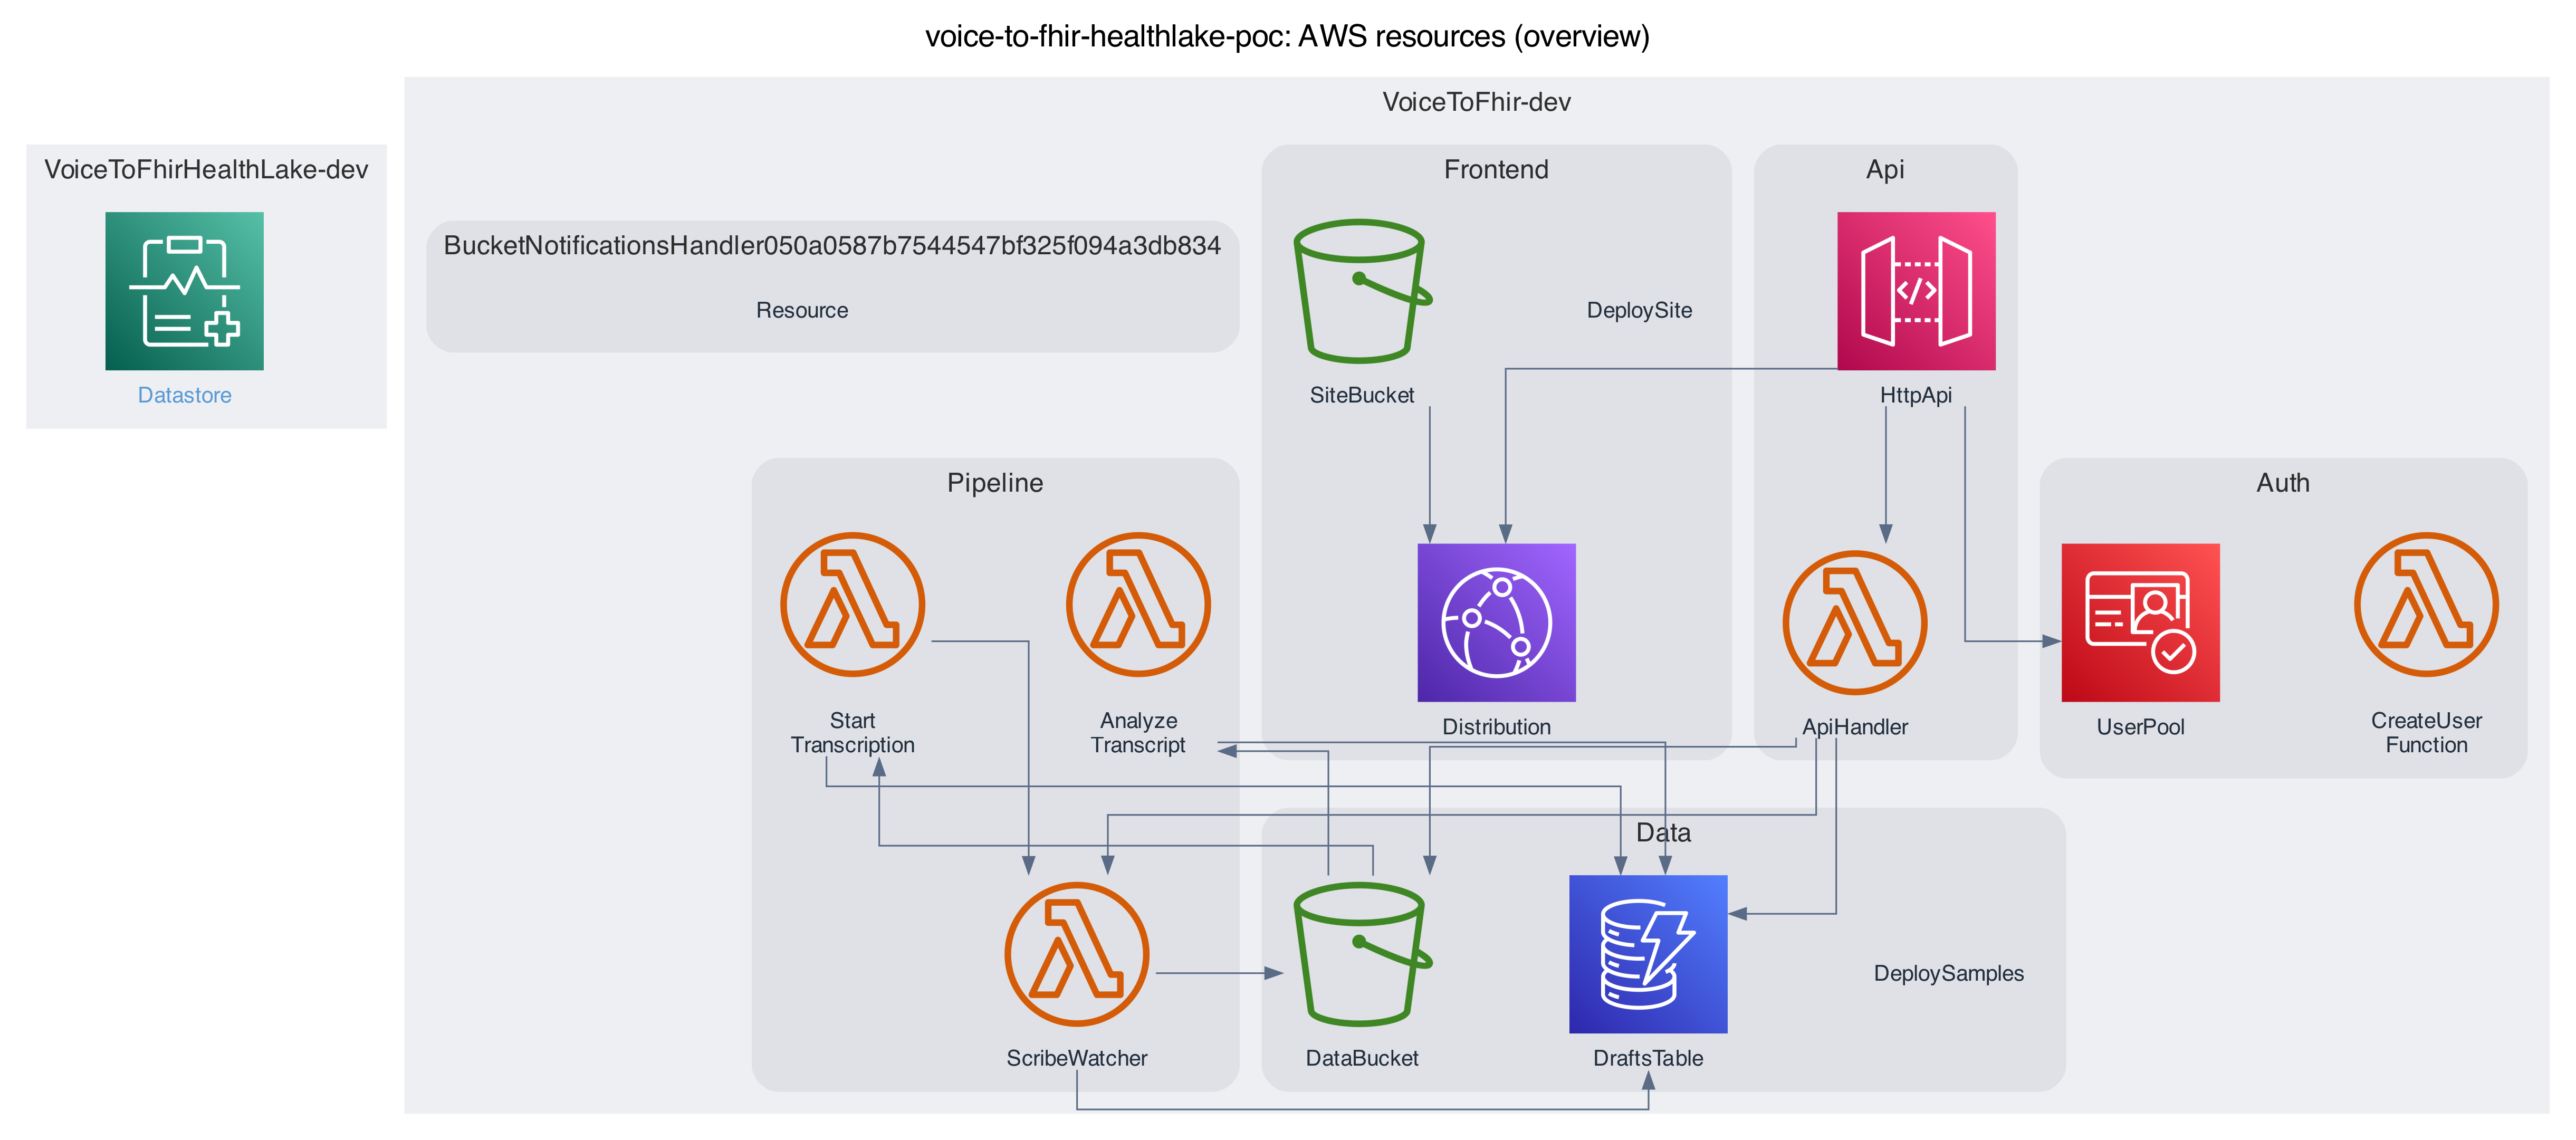 voice-to-fhir-healthlake-poc: AWS resources (overview)
VoiceToFhir-dev
VoiceToFhirHealthLake-dev
Datastore
BucketNotificationsHandler050a0587b7544547bf325f094a3db834
Resource
Frontend
SiteBucket
DeploySite
Distribution
Api
HttpApi
ApiHandler
Auth
UserPool
CreateUser
Function
Pipeline
Start
Transcription
Analyze
Transcript
ScribeWatcher
Data
DataBucket
DraftsTable
DeploySamples